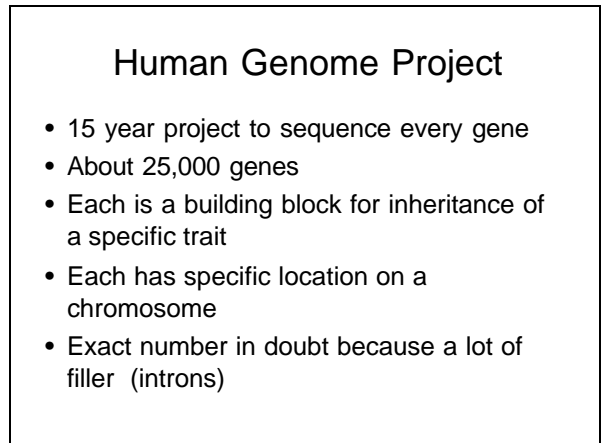 Human Genome Project
• 15 year project to sequence every gene
• About 25,000 genes
• Each is a building block for inheritance of
a specific trait
• Each has specific location on a
chromosome
• Exact number in doubt because a lot of
filler (introns)